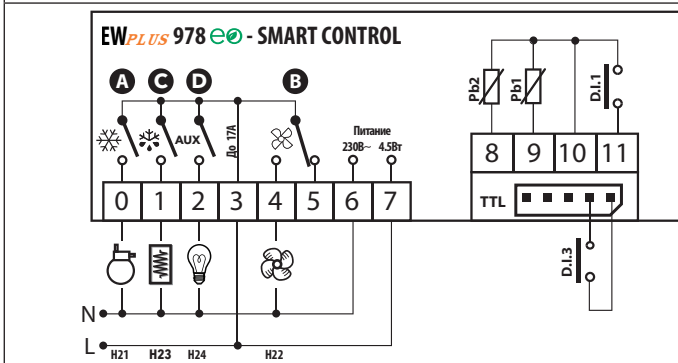 EWPLUS 978 eo - SMART CONTROL
A C D B
AUX
До 17А
Питание
230В~ 4.5Вт
0 1 2 3 4 5 6 7
Pb2 Pb1 D.I.1
8 9 10 11
TTL
D.I.3
N
L
H21 H23 H24 H22